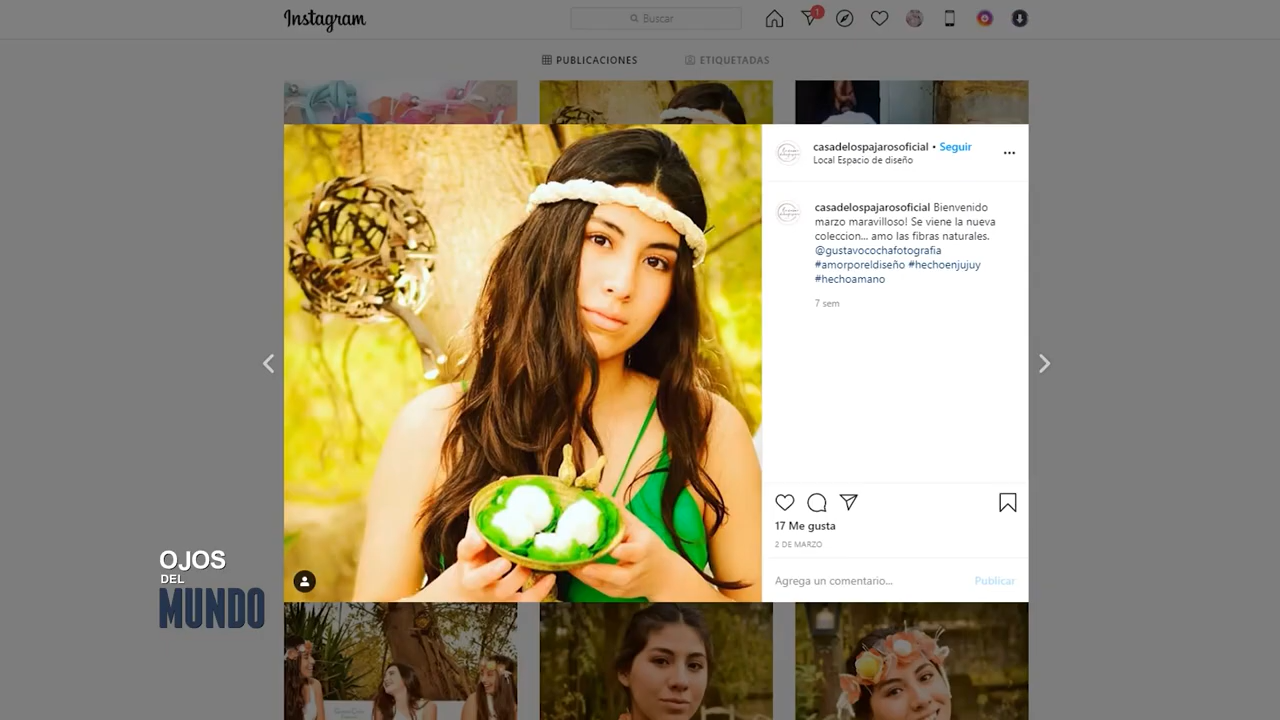 Instagram
Buscar
1
PUBLICACIONES
ETIQUETADAS
casadelospajarosoficial • Seguir
Local Espacio de diseño
casadelospajarosoficial Bienvenido
marzo maravilloso! Se viene la nueva
coleccion... amo las fibras naturales.
@gustavocochafotografia
#amorporeldiseño #hechoenjujuy
#hechoamano
7 sem
17 Me gusta
2 DE MARZO
Agrega un comentario...
Publicar
OJOS
DEL
MUNDO